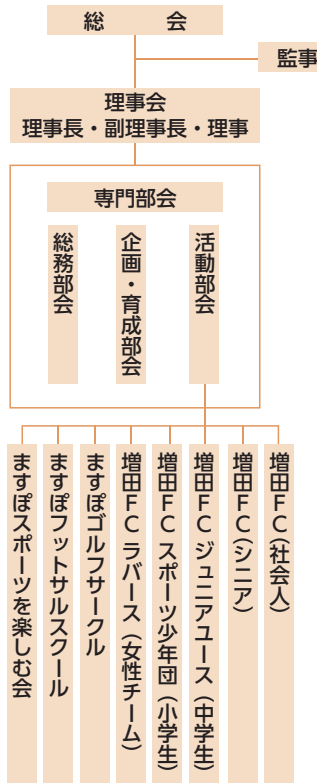 総会
監事
理事会
理事長・副理事長・理事
専門部会
総務部会
企画・育成部会
活動部会
ますぽスポーツを楽しむ会
ますぽフットサルスクール
ますぽゴルフサークル
増田FC ラバース（女性チーム）
増田FC スポーツ少年団（小学生）
増田FC ジュニアユース（中学生）
増田FC（シニア）
増田FC（社会人）